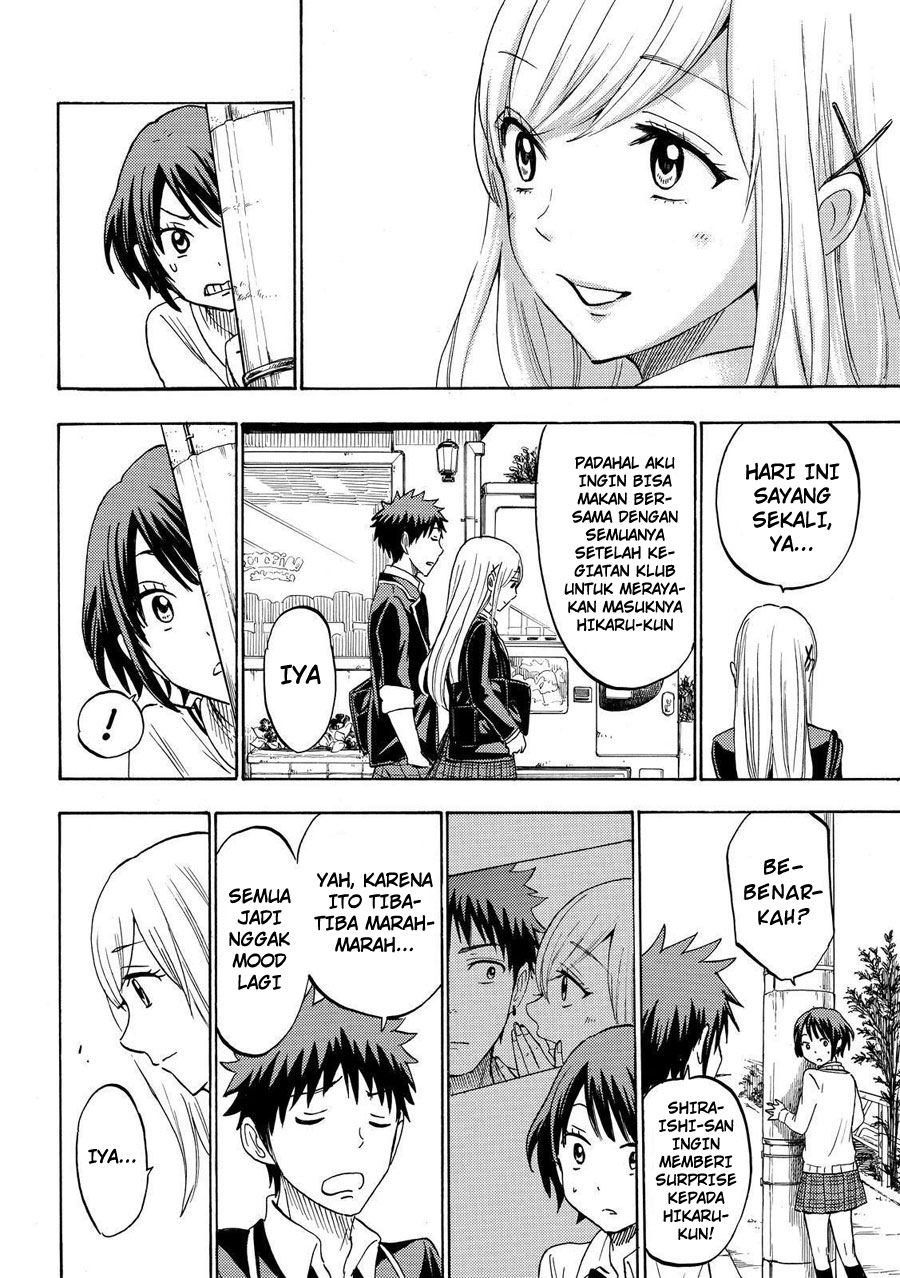 HARI INI
SAYANG
SEKALI,
YA...
PADAHAL AKU
INGIN BISA
MAKAN BER-
SAMA DENGAN
SEMUANYA
SETELAH KE-
GIATAN KLUB
UNTUK MERAYA-
KAN MASUKNYA
HIKARU-KUN
IYA
!
BE-
BENAR-
KAH?
SHIRA-
ISHI-SAN
INGIN
MEMBERI
SURPRISE
KEPADA
HIKARU-
KUN!
YAH, KARENA
ITO TIBA-
TIBA MARAH-
MARAH...
SEMUA
JADI
NGGAK
MOOD
LAGI
IYA...